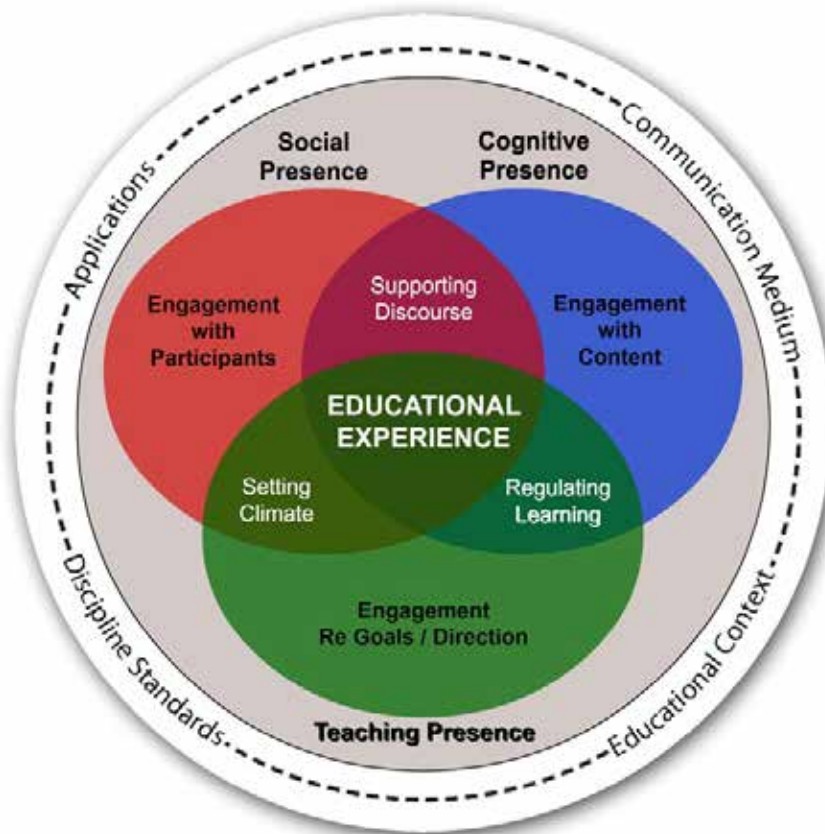 Social
Presence
Cognitive
Presence
Applications
Communication Medium
Engagement
with
Participants
Supporting
Discourse
Engagement
with
Content
EDUCATIONAL
EXPERIENCE
Setting
Climate
Regulating
Learning
Engagement
Re Goals / Direction
Teaching Presence
Discipline Standards
Educational Context